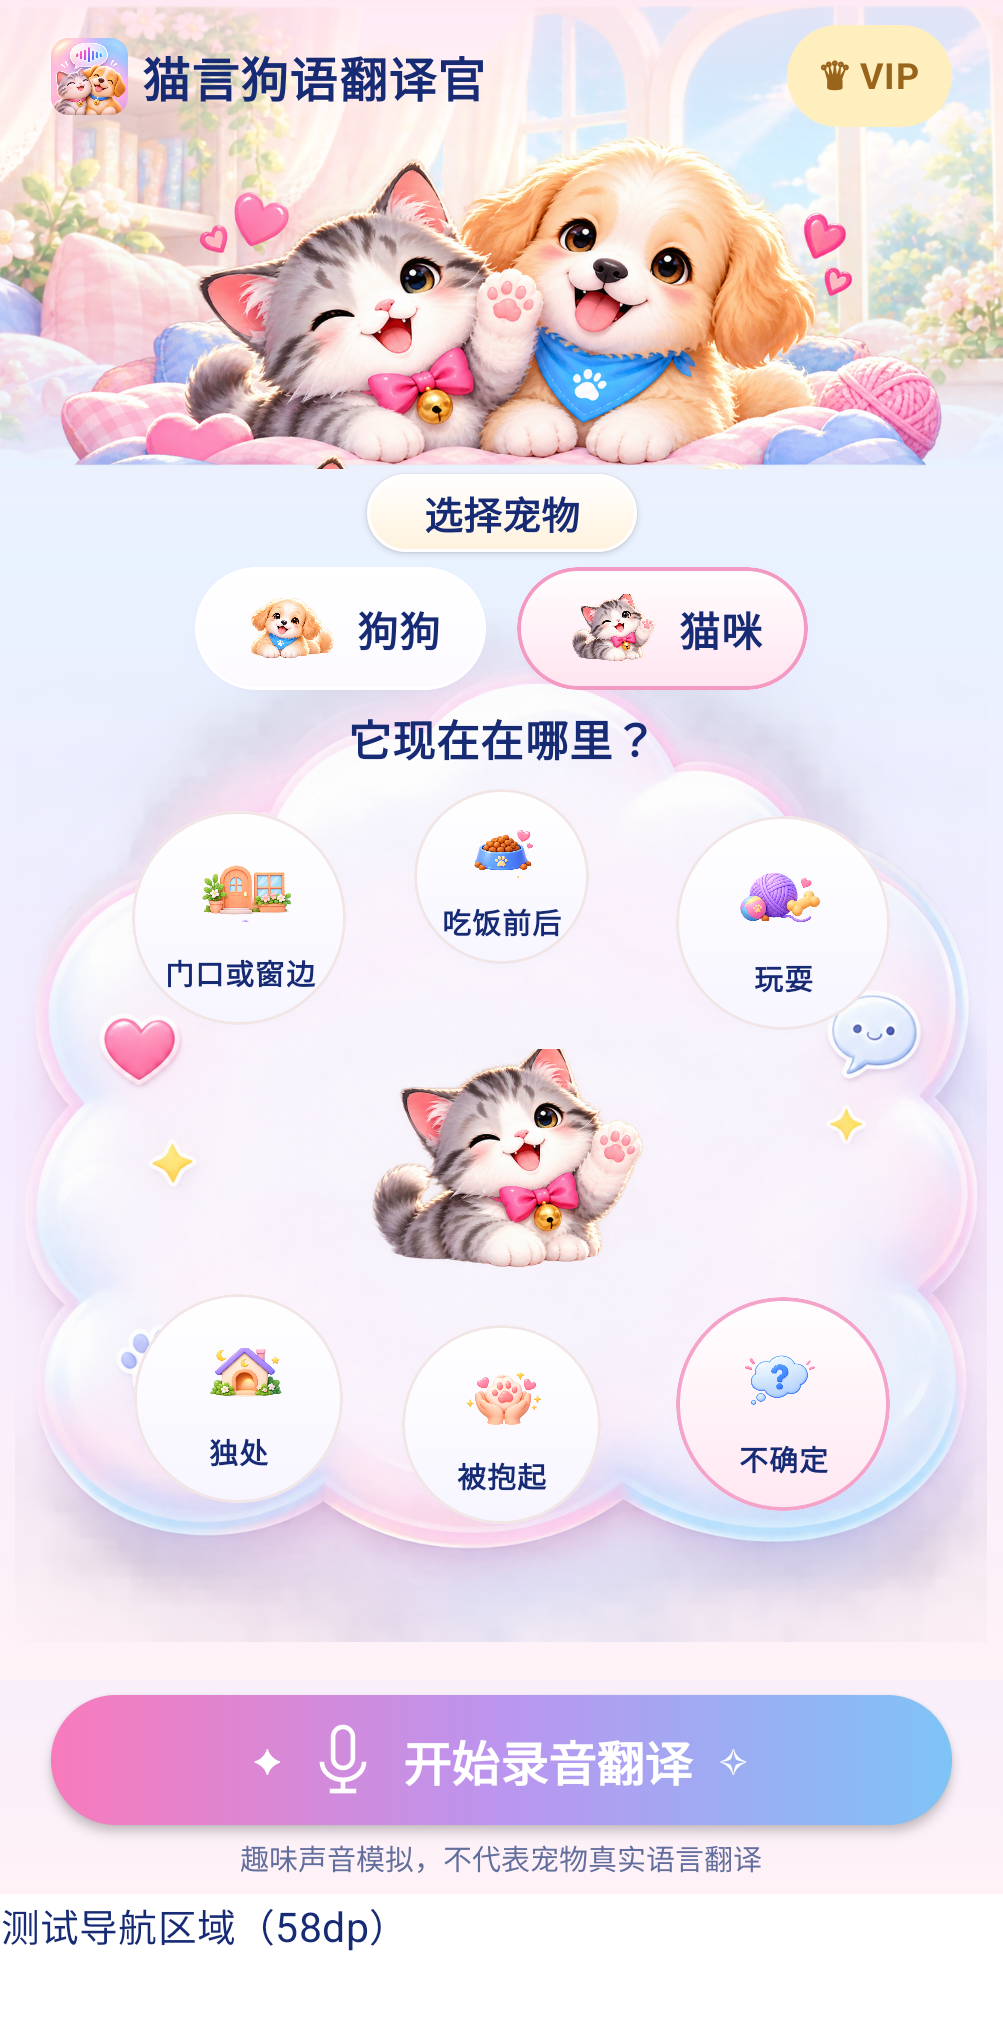 猫言狗语翻译官
VIP
选择宠物
狗狗
猫咪
它现在在哪里？
吃饭前后
门口或窗边
玩耍
独处
被抱起
不确定
开始录音翻译
趣味声音模拟，不代表宠物真实语言翻译
测试导航区域（58dp）